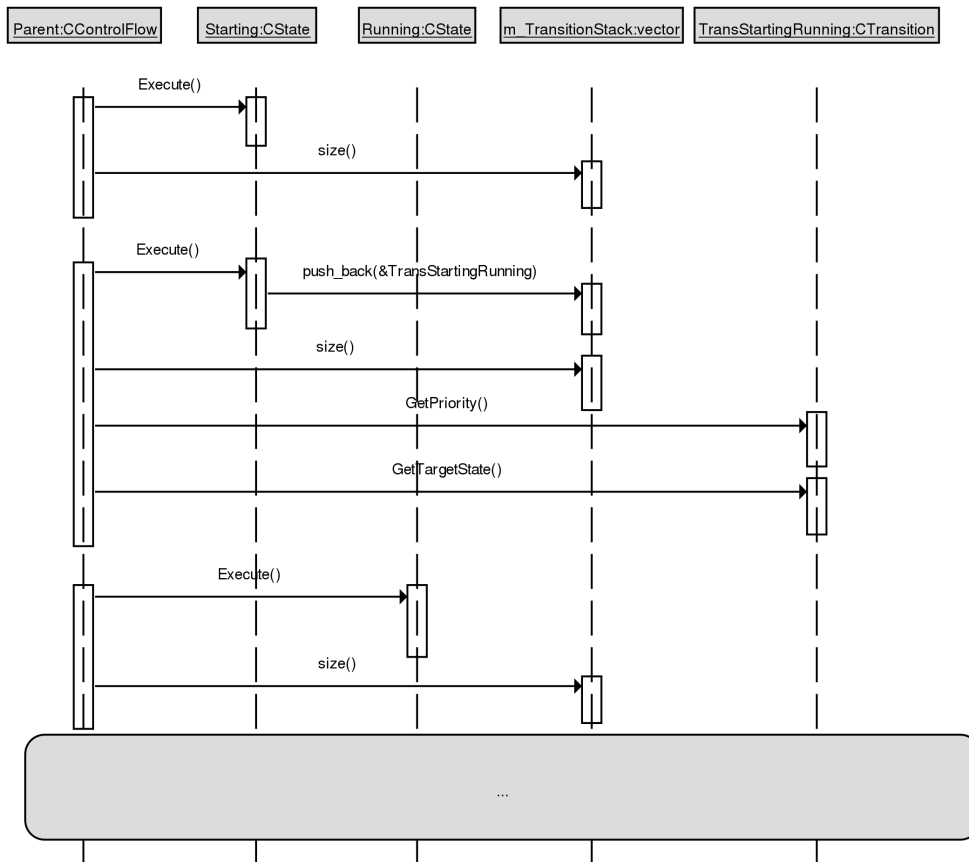 Parent:CControlFlow
Starting:CState
Running:CState
m_TransitionStack:vector
TransStartingRunning:CTransition
Execute()
size()
Execute()
push_back(&TransStartingRunning)
size()
GetPriority()
GetTargetState()
Execute()
size()
...